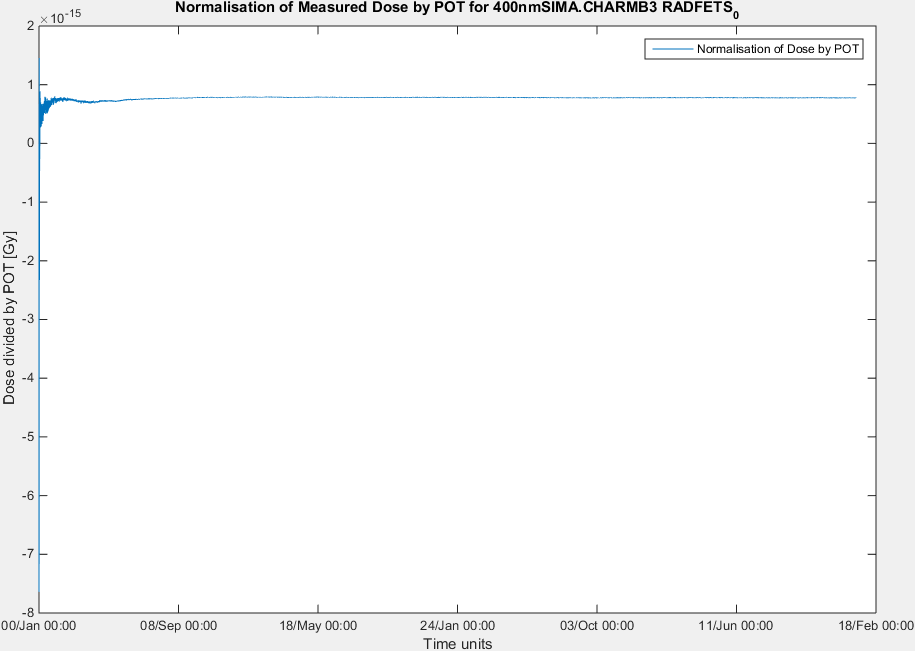 Normalisation of Measured Dose by POT for 400nmSIMA.CHARMB3 RADFETS0
×10-15
Normalisation of Dose by POT
2
1
0
-1
-2
-3
-4
-5
-6
-7
-8
Dose divided by POT [Gy]
00/Jan 00:00 08/Sep 00:00 18/May 00:00 24/Jan 00:00 03/Oct 00:00 11/Jun 00:00 18/Feb 00:00
Time units